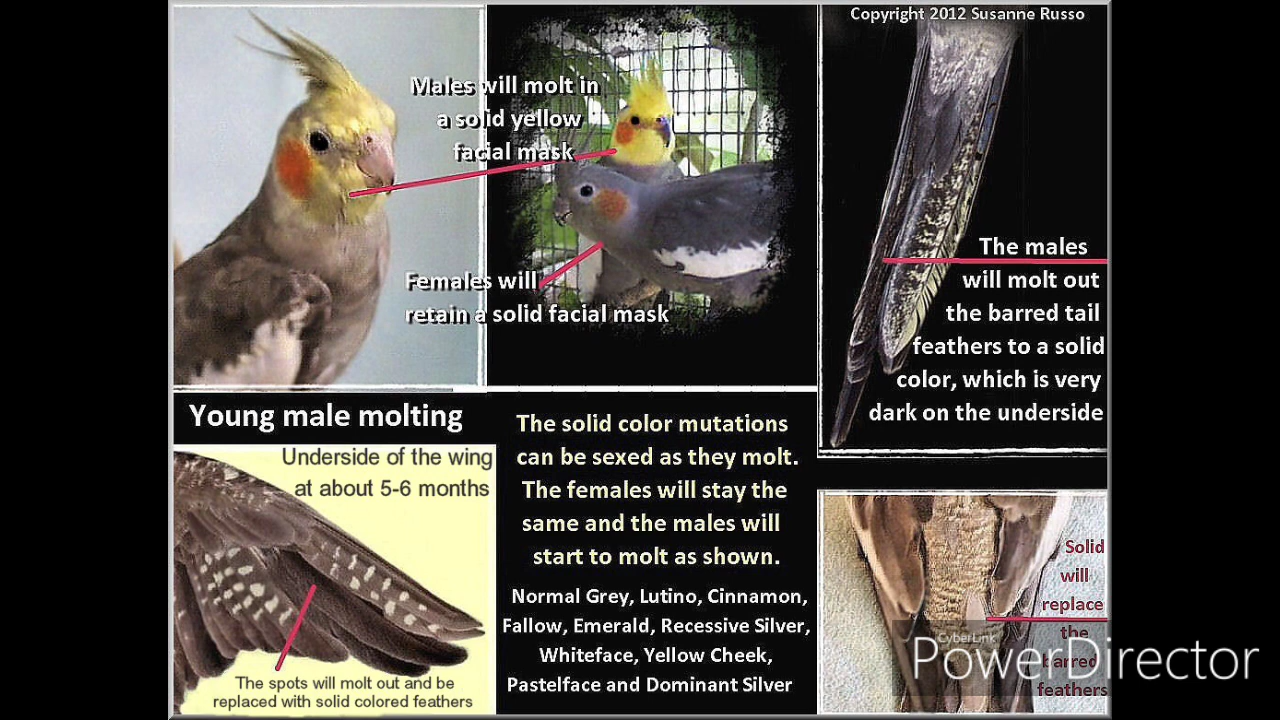 Copyright 2012 Susanne Russo
Males will molt in
a solid yellow
facial mask
Females will
retain a solid facial mask
The males
will molt out
the barred tail
feathers to a solid
color, which is very
dark on the underside
Young male molting
Underside of the wing
at about 5-6 months
The spots will molt out and be
replaced with solid colored feathers
The solid color mutations
can be sexed as they molt.
The females will stay the
same and the males will
start to molt as shown.
Normal Grey, Lutino, Cinnamon,
Fallow, Emerald, Recessive Silver,
Whiteface, Yellow Cheek,
Pastelface and Dominant Silver
Solid
will
replace
the
barred
feathers
CyberLink
PowerDirector